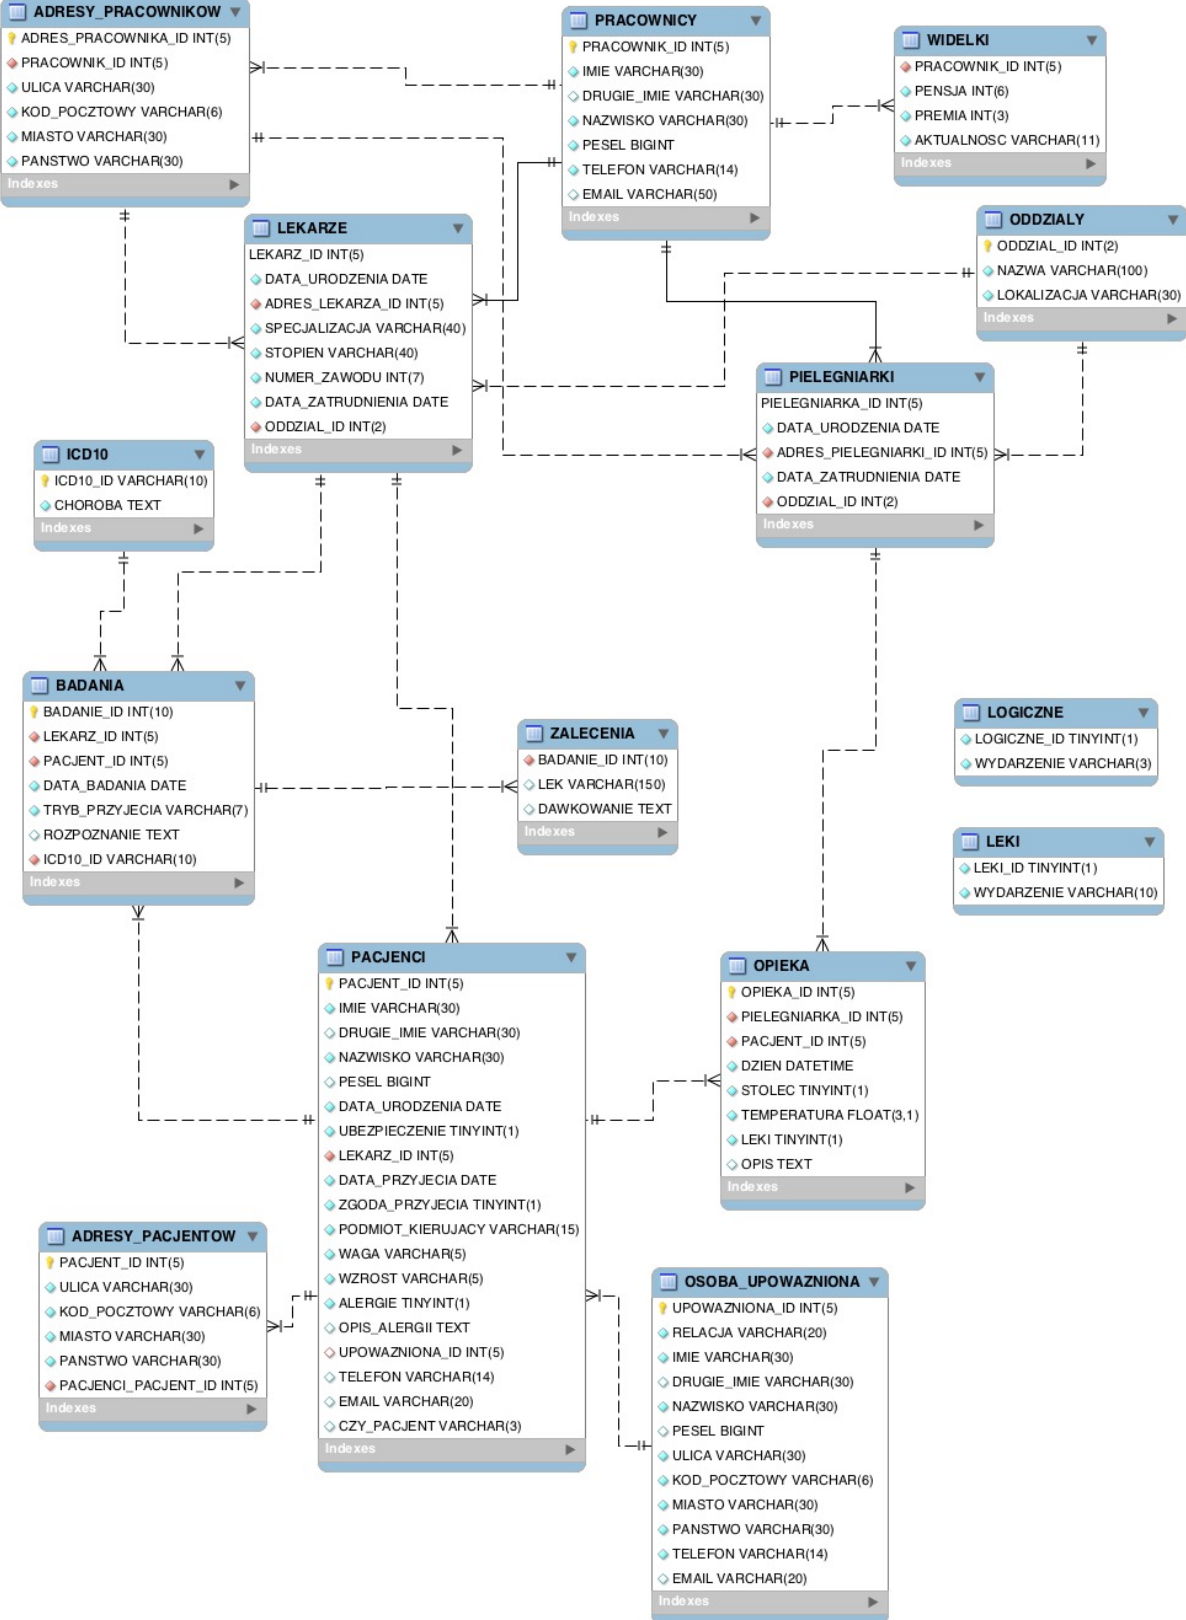 ADRESY_PRACOWNIKOW
ADRES_PRACOWNIKA_ID INT(5)
PRACOWNIK_ID INT(5)
ULICA VARCHAR(30)
KOD_POCZTOWY VARCHAR(6)
MIASTO VARCHAR(30)
PANSTWO VARCHAR(30)
Indexes
PRACOWNICY
PRACOWNIK_ID INT(5)
IMIE VARCHAR(30)
DRUGIE_IMIE VARCHAR(30)
NAZWISKO VARCHAR(30)
PESEL BIGINT
TELEFON VARCHAR(14)
EMAIL VARCHAR(50)
Indexes
WIDELKI
PRACOWNIK_ID INT(5)
PENSJA INT(6)
PREMIA INT(3)
AKTUALNOSC VARCHAR(11)
Indexes
LEKARZE
LEKARZ_ID INT(5)
DATA_URODZENIA DATE
ADRES_LEKARZA_ID INT(5)
SPECJALIZACJA VARCHAR(40)
STOPIEN VARCHAR(40)
NUMER_ZAWODU INT(7)
DATA_ZATRUDNIENIA DATE
ODDZIAL_ID INT(2)
Indexes
ODDZIALY
ODDZIAL_ID INT(2)
NAZWA VARCHAR(100)
LOKALIZACJA VARCHAR(30)
Indexes
PIELEGNIARKI
PIELEGNIARKA_ID INT(5)
DATA_URODZENIA DATE
ADRES_PIELEGNIARKI_ID INT(5)
DATA_ZATRUDNIENIA DATE
ODDZIAL_ID INT(2)
Indexes
ICD10
ICD10_ID VARCHAR(10)
CHOROBA TEXT
Indexes
BADANIA
BADANIE_ID INT(10)
LEKARZ_ID INT(5)
PACJENT_ID INT(5)
DATA_BADANIA DATE
TRYB_PRZYJECIA VARCHAR(7)
ROZPOZNANIE TEXT
ICD10_ID VARCHAR(10)
Indexes
ZALECENIA
BADANIE_ID INT(10)
LEK VARCHAR(150)
DAWKOWANIE TEXT
Indexes
LOGICZNE
LOGICZNE_ID TINYINT(1)
WYDARZENIE VARCHAR(3)
LEKI
LEKI_ID TINYINT(1)
WYDARZENIE VARCHAR(10)
PACJENCI
PACJENT_ID INT(5)
IMIE VARCHAR(30)
DRUGIE_IMIE VARCHAR(30)
NAZWISKO VARCHAR(30)
PESEL BIGINT
DATA_URODZENIA DATE
UBEZPIECZENIE TINYINT(1)
LEKARZ_ID INT(5)
DATA_PRZYJECIA DATE
ZGODA_PRZYJECIA TINYINT(1)
PODMIOT_KIERUJACY VARCHAR(15)
WAGA VARCHAR(5)
WZROST VARCHAR(5)
ALERGIE TINYINT(1)
OPIS_ALERGII TEXT
UPOWAZNIONA_ID INT(5)
TELEFON VARCHAR(14)
EMAIL VARCHAR(20)
CZY_PACJENT VARCHAR(3)
Indexes
OPIEKA
OPIEKA_ID INT(5)
PIELEGNIARKA_ID INT(5)
PACJENT_ID INT(5)
DZIEN DATETIME
STOLEC TINYINT(1)
TEMPERATURA FLOAT(3,1)
LEKI TINYINT(1)
OPIS TEXT
Indexes
ADRESY_PACJENTOW
PACJENT_ID INT(5)
ULICA VARCHAR(30)
KOD_POCZTOWY VARCHAR(6)
MIASTO VARCHAR(30)
PANSTWO VARCHAR(30)
PACJENCI_PACJENT_ID INT(5)
Indexes
OSOBA_UPOWAZNIONA
UPOWAZNIONA_ID INT(5)
RELACJA VARCHAR(20)
IMIE VARCHAR(30)
DRUGIE_IMIE VARCHAR(30)
NAZWISKO VARCHAR(30)
PESEL BIGINT
ULICA VARCHAR(30)
KOD_POCZTOWY VARCHAR(6)
MIASTO VARCHAR(30)
PANSTWO VARCHAR(30)
TELEFON VARCHAR(14)
EMAIL VARCHAR(20)
Indexes